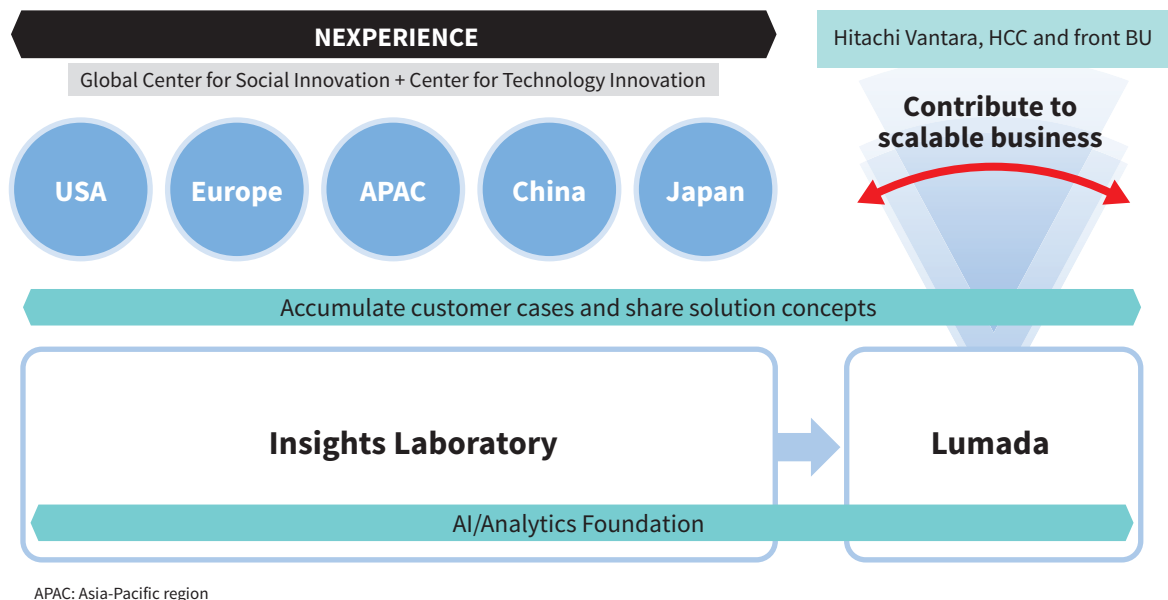 NEXPERIENCE
Hitachi Vantara, HCC and front BU
Global Center for Social Innovation + Center for Technology Innovation
Contribute to
scalable business
USA
Europe
APAC
China
Japan
Accumulate customer cases and share solution concepts
Insights Laboratory
Lumada
AI/Analytics Foundation
APAC: Asia-Pacific region